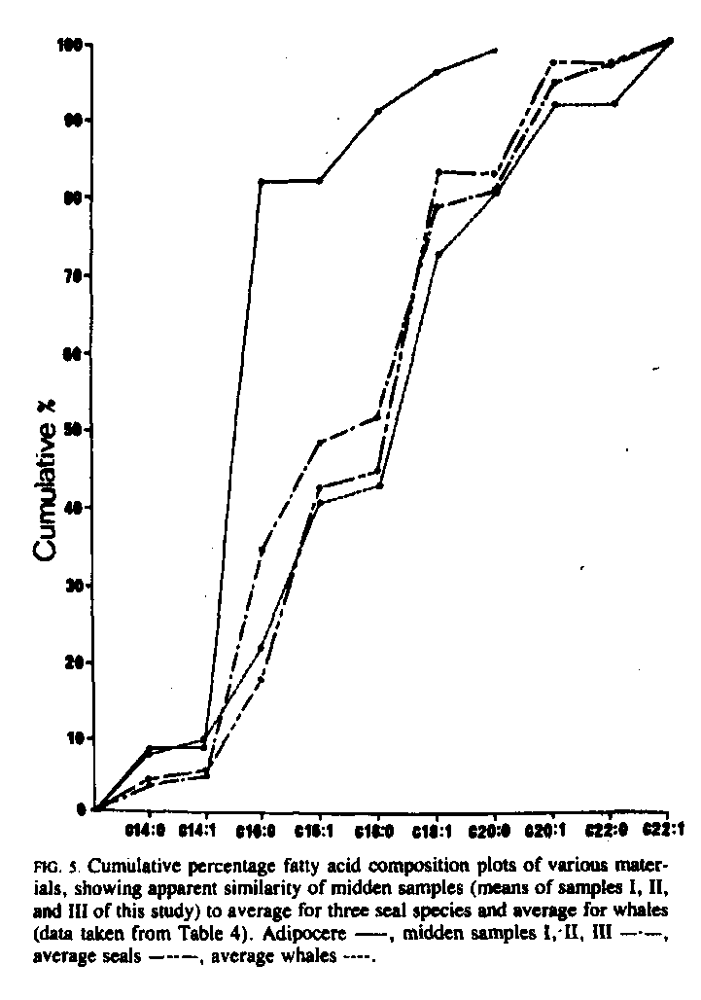 100
90
80
70
60
50
40
30
20
10
0
Cumulative %
C14:0 C14:1 C16:0 C16:1 C18:0 C18:1 C20:0 C20:1 C22:0 C22:1
FIG. 5. Cumulative percentage fatty acid composition plots of various mater-
ials, showing apparent similarity of midden samples (means of samples I, II,
and III of this study) to average for three seal species and average for whales
(data taken from Table 4). Adipocere ——, midden samples I, II, III —·—,
average seals —---—, average whales ----.